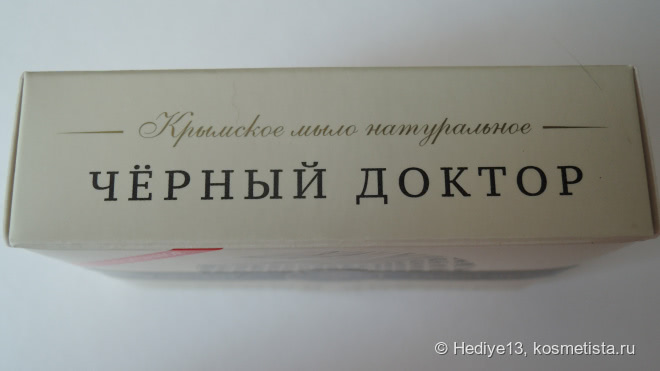 Крымское мыло натуральное
ЧЁРНЫЙ ДОКТОР
© Hediye13, kosmetista.ru